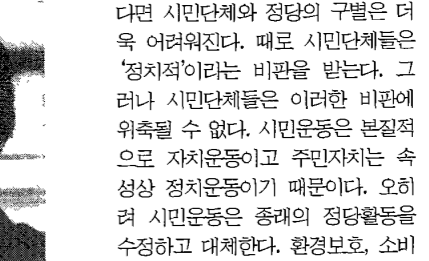 다면 시민단체와 정당의 구별은 더
욱 어려워진다. 때로 시민단체들은
‘정치적’이라는 비판을 받는다. 그
러나 시민단체들은 이러한 비판에
위축될 수 없다. 시민운동은 본질적
으로 자치운동이고 주민자치는 속
성상 정치운동이기 때문이다. 오히
려 시민운동은 종래의 정당활동을
수정하고 대체한다. 환경보호, 소비